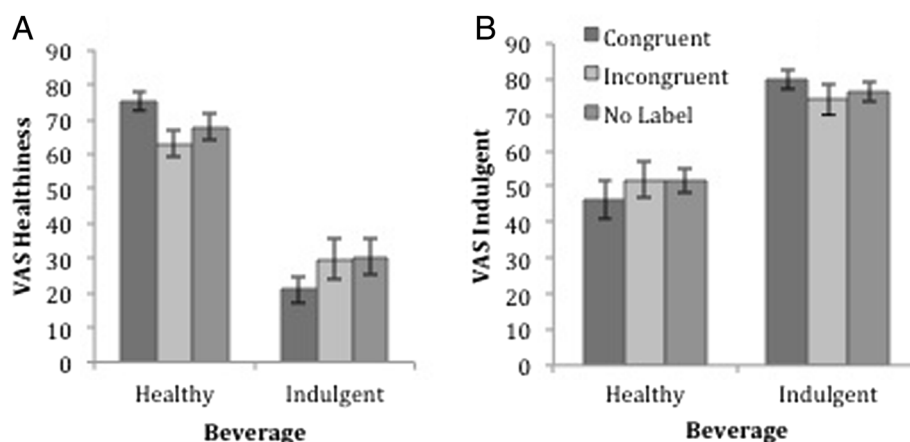 A
VAS Healthiness
90
80
70
60
50
40
30
20
10
0
Healthy
Indulgent
Beverage
B
VAS Indulgent
90
80
70
60
50
40
30
20
10
0
Congruent
Incongruent
No Label
Healthy
Indulgent
Beverage